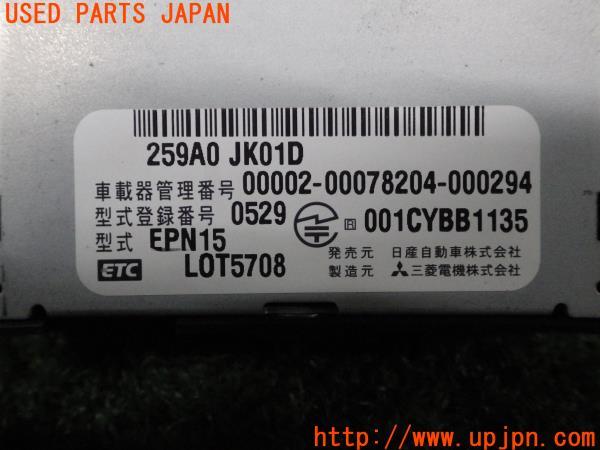 USED PARTS JAPAN
259A0 JK01D
車載器管理番号 00002-00078204-000294
型式登録番号 0529 R 001CYBB1135
型式 EPN15
ETC LOT5708
発売元 日産自動車株式会社
製造元 三菱電機株式会社
http://www.upjpn.com/